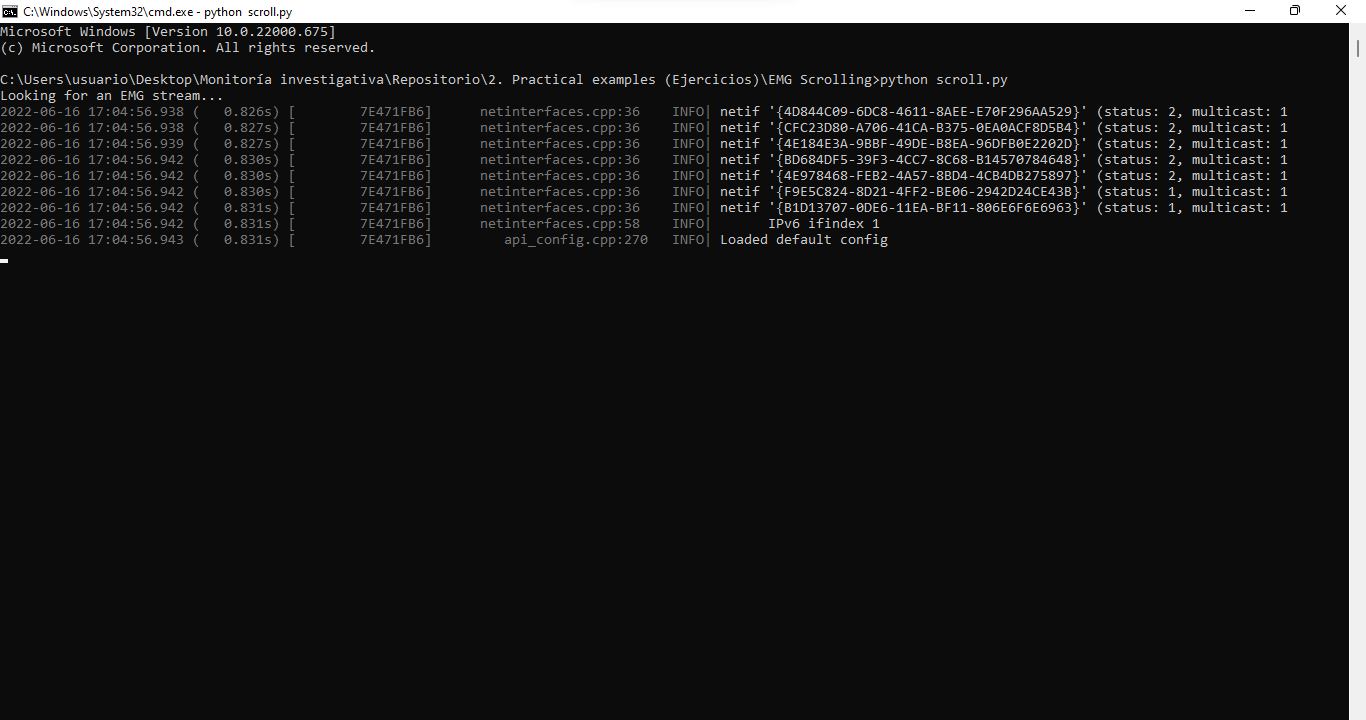 C:\Windows\System32\cmd.exe - python  scroll.py
Microsoft Windows [Version 10.0.22000.675]
(c) Microsoft Corporation. All rights reserved.
C:\Users\usuario\Desktop\Monitoría investigativa\Repositorio\2. Practical examples (Ejercicios)\EMG Scrolling>python scroll.py
Looking for an EMG stream...
2022-06-16 17:04:56.938 (   0.826s) [        7E471FB6]      netinterfaces.cpp:36    INFO| netif '{4D844C09-6DC8-4611-8AEE-E70F296AA529}' (status: 2, multicast: 1
2022-06-16 17:04:56.938 (   0.827s) [        7E471FB6]      netinterfaces.cpp:36    INFO| netif '{CFC23D80-A706-41CA-B375-0EA0ACF8D5B4}' (status: 2, multicast: 1
2022-06-16 17:04:56.939 (   0.827s) [        7E471FB6]      netinterfaces.cpp:36    INFO| netif '{4E184E3A-9BBF-49DE-B8EA-96DFB0E2202D}' (status: 2, multicast: 1
2022-06-16 17:04:56.942 (   0.830s) [        7E471FB6]      netinterfaces.cpp:36    INFO| netif '{BD684DF5-39F3-4CC7-8C68-B14570784648}' (status: 2, multicast: 1
2022-06-16 17:04:56.942 (   0.830s) [        7E471FB6]      netinterfaces.cpp:36    INFO| netif '{4E978468-FEB2-4A57-8BD4-4CB4DB275897}' (status: 2, multicast: 1
2022-06-16 17:04:56.942 (   0.830s) [        7E471FB6]      netinterfaces.cpp:36    INFO| netif '{F9E5C824-8D21-4FF2-BE06-2942D24CE43B}' (status: 1, multicast: 1
2022-06-16 17:04:56.942 (   0.831s) [        7E471FB6]      netinterfaces.cpp:36    INFO| netif '{B1D13707-0DE6-11EA-BF11-806E6F6E6963}' (status: 1, multicast: 1
2022-06-16 17:04:56.942 (   0.831s) [        7E471FB6]      netinterfaces.cpp:58    INFO|       IPv6 ifindex 1
2022-06-16 17:04:56.943 (   0.831s) [        7E471FB6]         api_config.cpp:270   INFO| Loaded default config